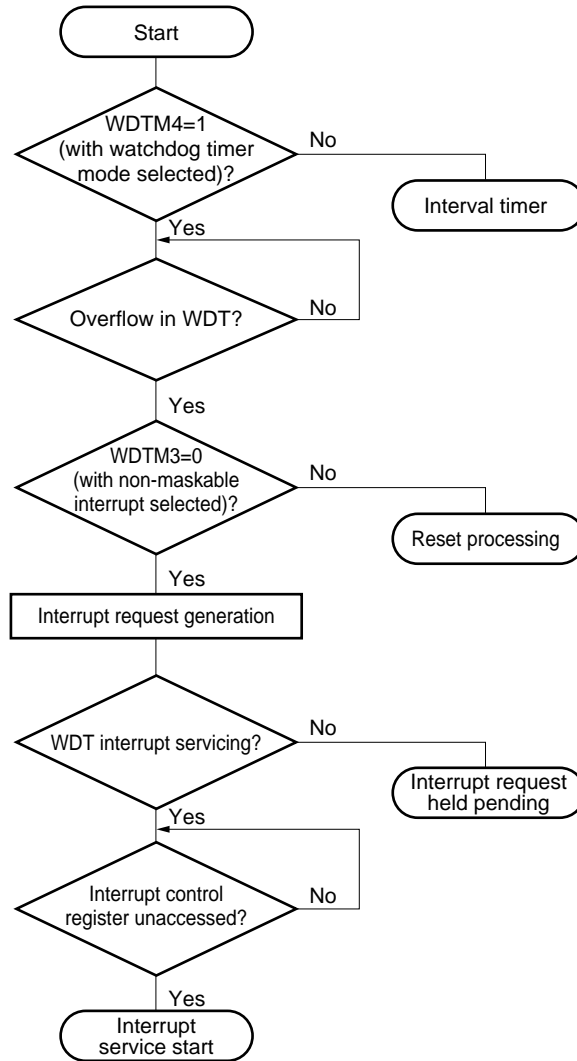 Start
WDTM4=1
(with watchdog timer
mode selected)?
No
Interval timer
Yes
Overflow in WDT?
No
Yes
WDTM3=0
(with non-maskable
interrupt selected)?
No
Reset processing
Yes
Interrupt request generation
WDT interrupt servicing?
No
Interrupt request
held pending
Yes
Interrupt control
register unaccessed?
No
Yes
Interrupt
service start